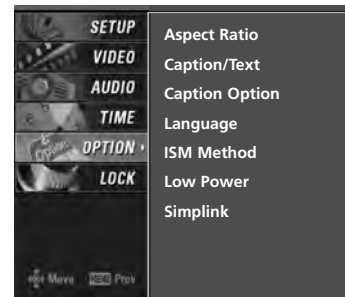 SETUP
VIDEO
AUDIO
TIME
OPTION
LOCK
Move MENU Prev
Aspect Ratio
Caption/Text
Caption Option
Language
ISM Method
Low Power
Simplink